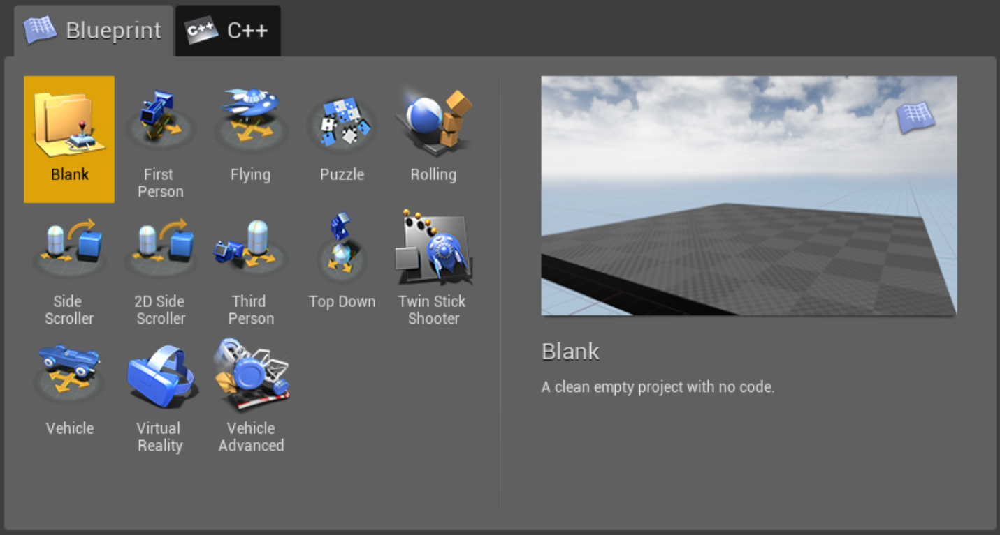 Blueprint
C++
C++
Blank
First
Person
Flying
Puzzle
Rolling
Side
Scroller
2D Side
Scroller
Third
Person
Top Down
Twin Stick
Shooter
Vehicle
Virtual
Reality
Vehicle
Advanced
Blank
A clean empty project with no code.